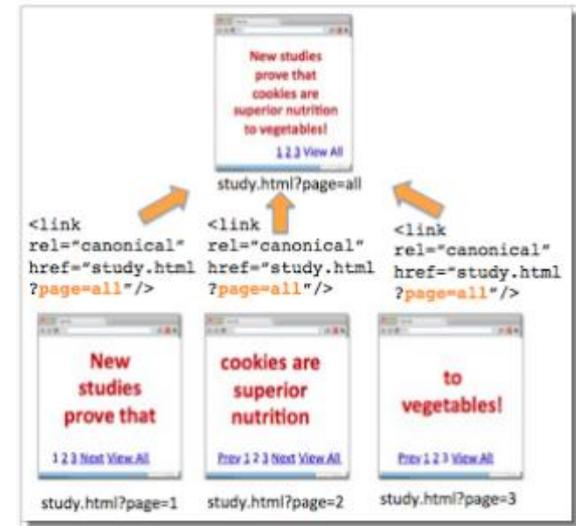 New studies
prove that
cookies are
superior nutrition
to vegetables!
1 2 3 View All
study.html?page=all
<link
rel="canonical"
href="study.html
?page=all"/>
<link
rel="canonical"
href="study.html
?page=all"/>
<link
rel="canonical"
href="study.html
?page=all"/>
New
studies
prove that
1 2 3 Next View All
study.html?page=1
cookies are
superior
nutrition
Prev 1 2 3 Next View All
study.html?page=2
to
vegetables!
Prev 1 2 3 View All
study.html?page=3